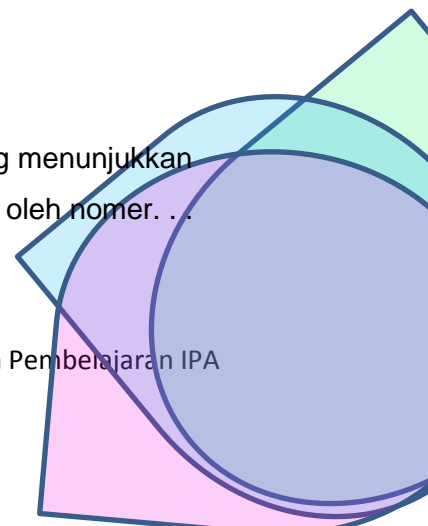 menunjukkan
oleh nomer. . .
Pembelajaran IPA